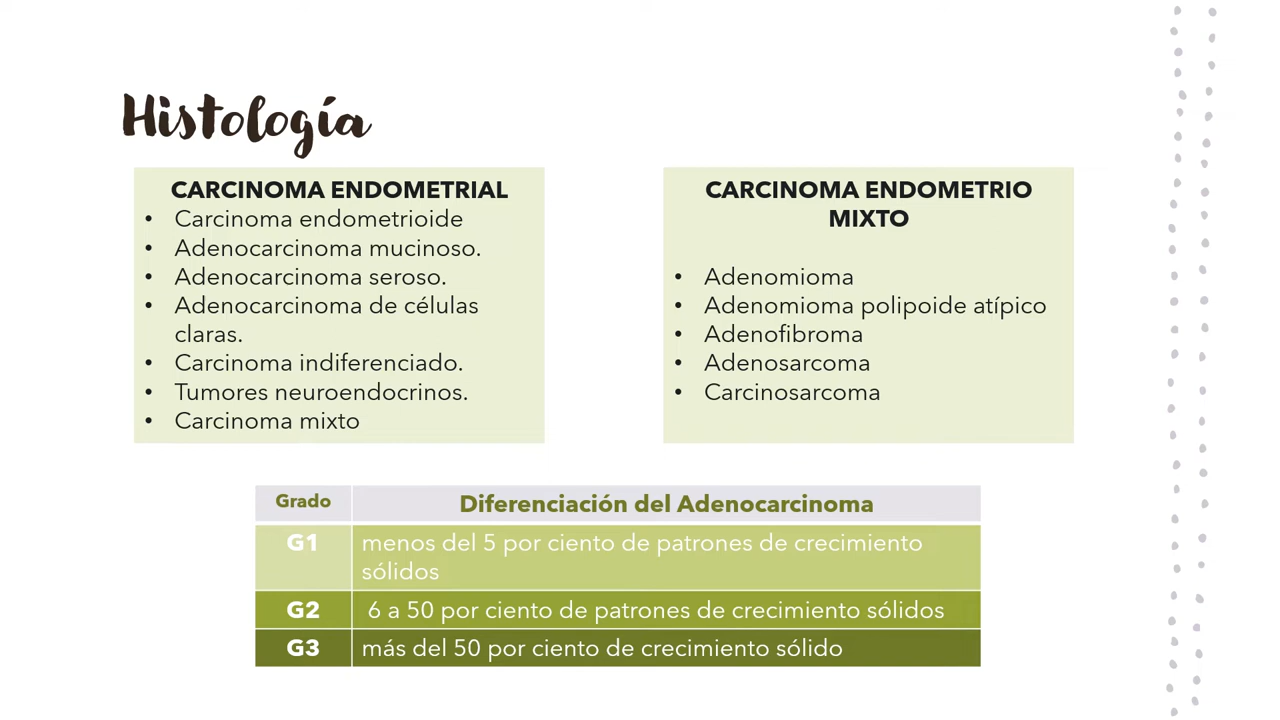 Histología
CARCINOMA ENDOMETRIAL
• Carcinoma endometrioide
• Adenocarcinoma mucinoso.
• Adenocarcinoma seroso.
• Adenocarcinoma de células
claras.
• Carcinoma indiferenciado.
• Tumores neuroendocrinos.
• Carcinoma mixto
CARCINOMA ENDOMETRIO
MIXTO
• Adenomioma
• Adenomioma polipoide atípico
• Adenofibroma
• Adenosarcoma
• Carcinosarcoma
Grado Diferenciación del Adenocarcinoma
G1 menos del 5 por ciento de patrones de crecimiento
sólidos
G2 6 a 50 por ciento de patrones de crecimiento sólidos
G3 más del 50 por ciento de crecimiento sólido